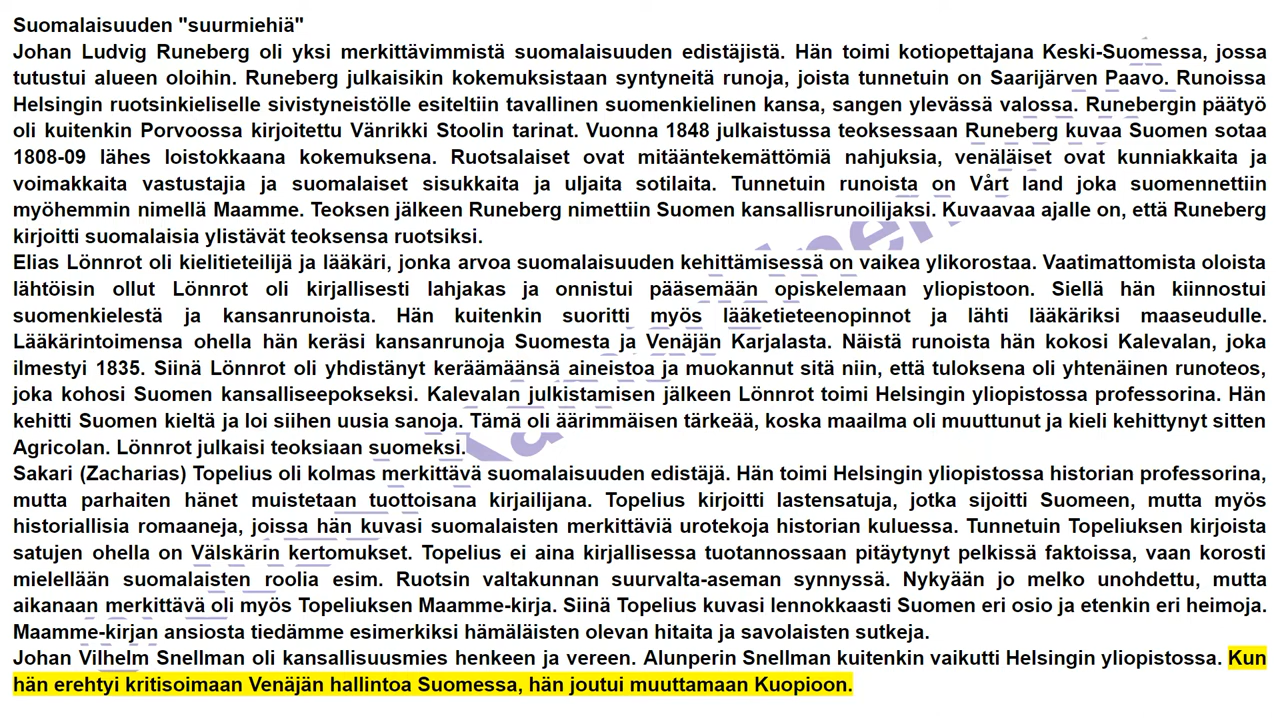 Suomalaisuuden "suurmiehiä"
Johan Ludvig Runeberg oli yksi merkittävimmistä suomalaisuuden edistäjistä. Hän toimi kotiopettajana Keski-Suomessa, jossa
tutustui alueen oloihin. Runeberg julkaisikin kokemuksistaan syntyneitä runoja, joista tunnetuin on Saarijärven Paavo. Runoissa
Helsingin ruotsinkieliselle sivistyneistölle esiteltiin tavallinen suomenkielinen kansa, sangen ylevässä valossa. Runebergin päätyö
oli kuitenkin Porvoossa kirjoitettu Vänrikki Stoolin tarinat. Vuonna 1848 julkaistussa teoksessaan Runeberg kuvaa Suomen sotaa
1808-09 lähes loistokkaana kokemuksena. Ruotsalaiset ovat mitääntekemättömiä nahjuksia, venäläiset ovat kunniakkaita ja
voimakkaita vastustajia ja suomalaiset sisukkaita ja uljaita sotilaita. Tunnetuin runoista on Vårt land joka suomennettiin
myöhemmin nimellä Maamme. Teoksen jälkeen Runeberg nimettiin Suomen kansallisrunoilijaksi. Kuvaavaa ajalle on, että Runeberg
kirjoitti suomalaisia ylistävät teoksensa ruotsiksi.
Elias Lönnrot oli kielitieteilijä ja lääkäri, jonka arvoa suomalaisuuden kehittämisessä on vaikea ylikorostaa. Vaatimattomista oloista
lähtöisin ollut Lönnrot oli kirjallisesti lahjakas ja onnistui pääsemään opiskelemaan yliopistoon. Siellä hän kiinnostui
suomenkielestä ja kansanrunoista. Hän kuitenkin suoritti myös lääketieteenopinnot ja lähti lääkäriksi maaseudulle.
Lääkärintoimensa ohella hän keräsi kansanrunoja Suomesta ja Venäjän Karjalasta. Näistä runoista hän kokosi Kalevalan, joka
ilmestyi 1835. Siinä Lönnrot oli yhdistänyt keräämäänsä aineistoa ja muokannut sitä niin, että tuloksena oli yhtenäinen runoteos,
joka kohosi Suomen kansalliseepokseksi. Kalevalan julkistamisen jälkeen Lönnrot toimi Helsingin yliopistossa professorina. Hän
kehitti Suomen kieltä ja loi siihen uusia sanoja. Tämä oli äärimmäisen tärkeää, koska maailma oli muuttunut ja kieli kehittynyt sitten
Agricolan. Lönnrot julkaisi teoksiaan suomeksi.
Sakari (Zacharias) Topelius oli kolmas merkittävä suomalaisuuden edistäjä. Hän toimi Helsingin yliopistossa historian professorina,
mutta parhaiten hänet muistetaan tuottoisana kirjailijana. Topelius kirjoitti lastensatuja, jotka sijoitti Suomeen, mutta myös
historiallisia romaaneja, joissa hän kuvasi suomalaisten merkittäviä urotekoja historian kuluessa. Tunnetuin Topeliuksen kirjoista
satujen ohella on Välskärin kertomukset. Topelius ei aina kirjallisessa tuotannossaan pitäytynyt pelkissä faktoissa, vaan korosti
mielellään suomalaisten roolia esim. Ruotsin valtakunnan suurvalta-aseman synnyssä. Nykyään jo melko unohdettu, mutta
aikanaan merkittävä oli myös Topeliuksen Maamme-kirja. Siinä Topelius kuvasi lennokkaasti Suomen eri osio ja etenkin eri heimoja.
Maamme-kirjan ansiosta tiedämme esimerkiksi hämäläisten olevan hitaita ja savolaisten sutkeja.
Johan Vilhelm Snellman oli kansallisuusmies henkeen ja vereen. Alunperin Snellman kuitenkin vaikutti Helsingin yliopistossa. Kun
hän erehtyi kritisoimaan Venäjän hallintoa Suomessa, hän joutui muuttamaan Kuopioon.